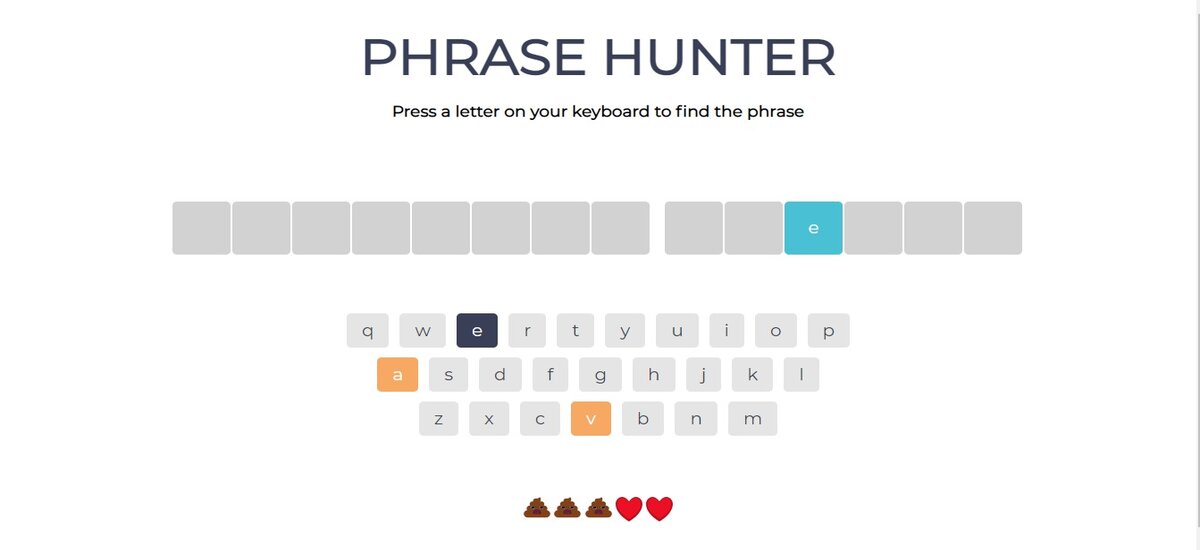 PHRASE HUNTER
Press a letter on your keyboard to find the phrase
e
q w e r t y u i o p
a s d f g h j k l
z x c v b n m